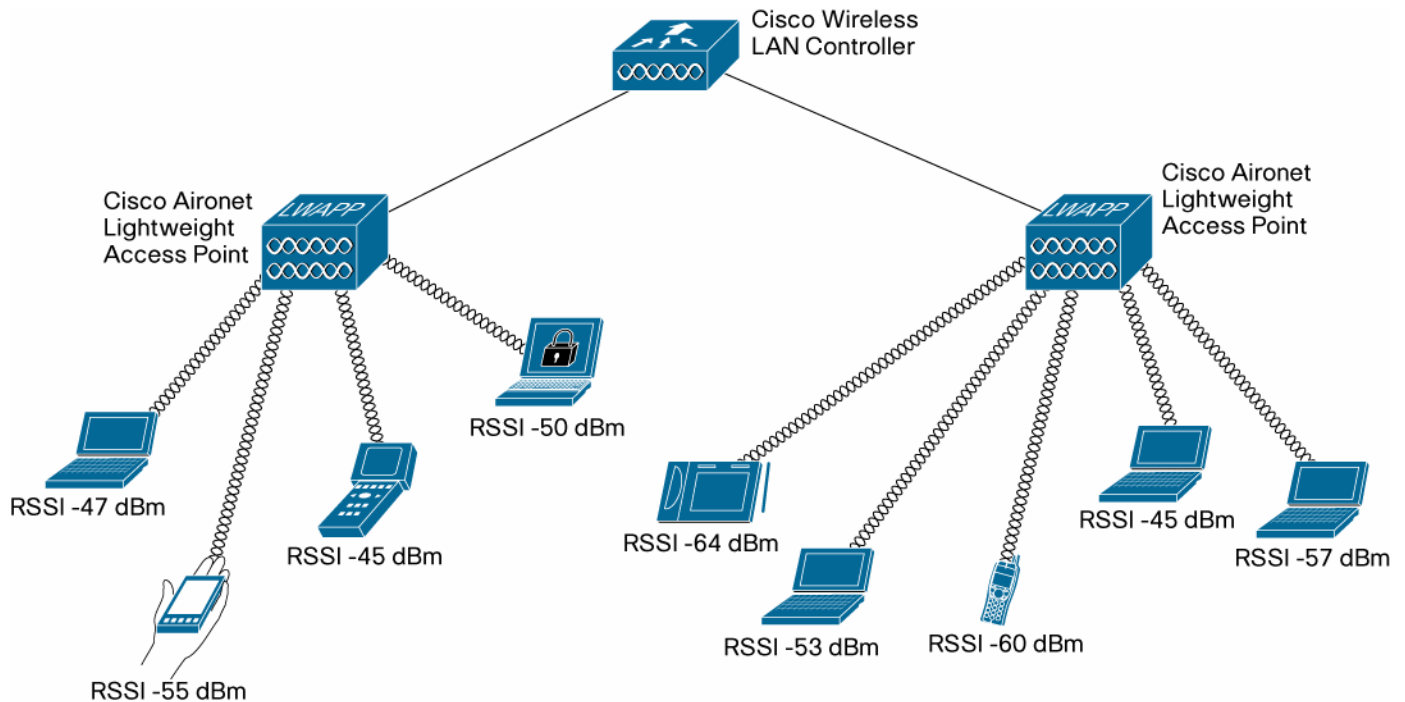 Cisco Wireless
LAN Controller
Cisco Aironet
Lightweight
Access Point
LWAPP
LWAPP
Cisco Aironet
Lightweight
Access Point
RSSI -47 dBm
RSSI -55 dBm
RSSI -45 dBm
RSSI -50 dBm
RSSI -64 dBm
RSSI -53 dBm
RSSI -60 dBm
RSSI -45 dBm
RSSI -57 dBm